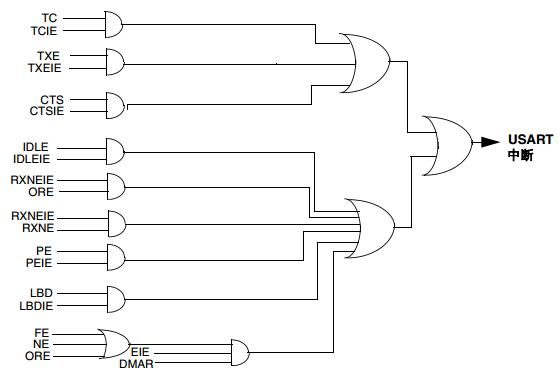 TC
TCIE
TXE
TXEIE
CTS
CTSIE
IDLE
IDLEIE
RXNEIE
ORE
RXNEIE
RXNE
PE
PEIE
LBD
LBDIE
FE
NE
ORE
EIE
DMAR
USART
中断